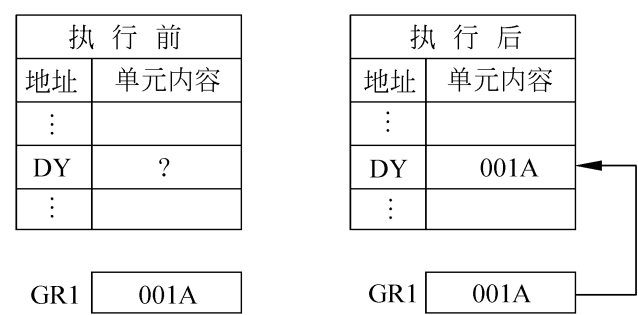 执 行 前
地址 单元内容
⋮
DY ?
⋮
GR1 001A
执 行 后
地址 单元内容
⋮
DY 001A
⋮
GR1 001A